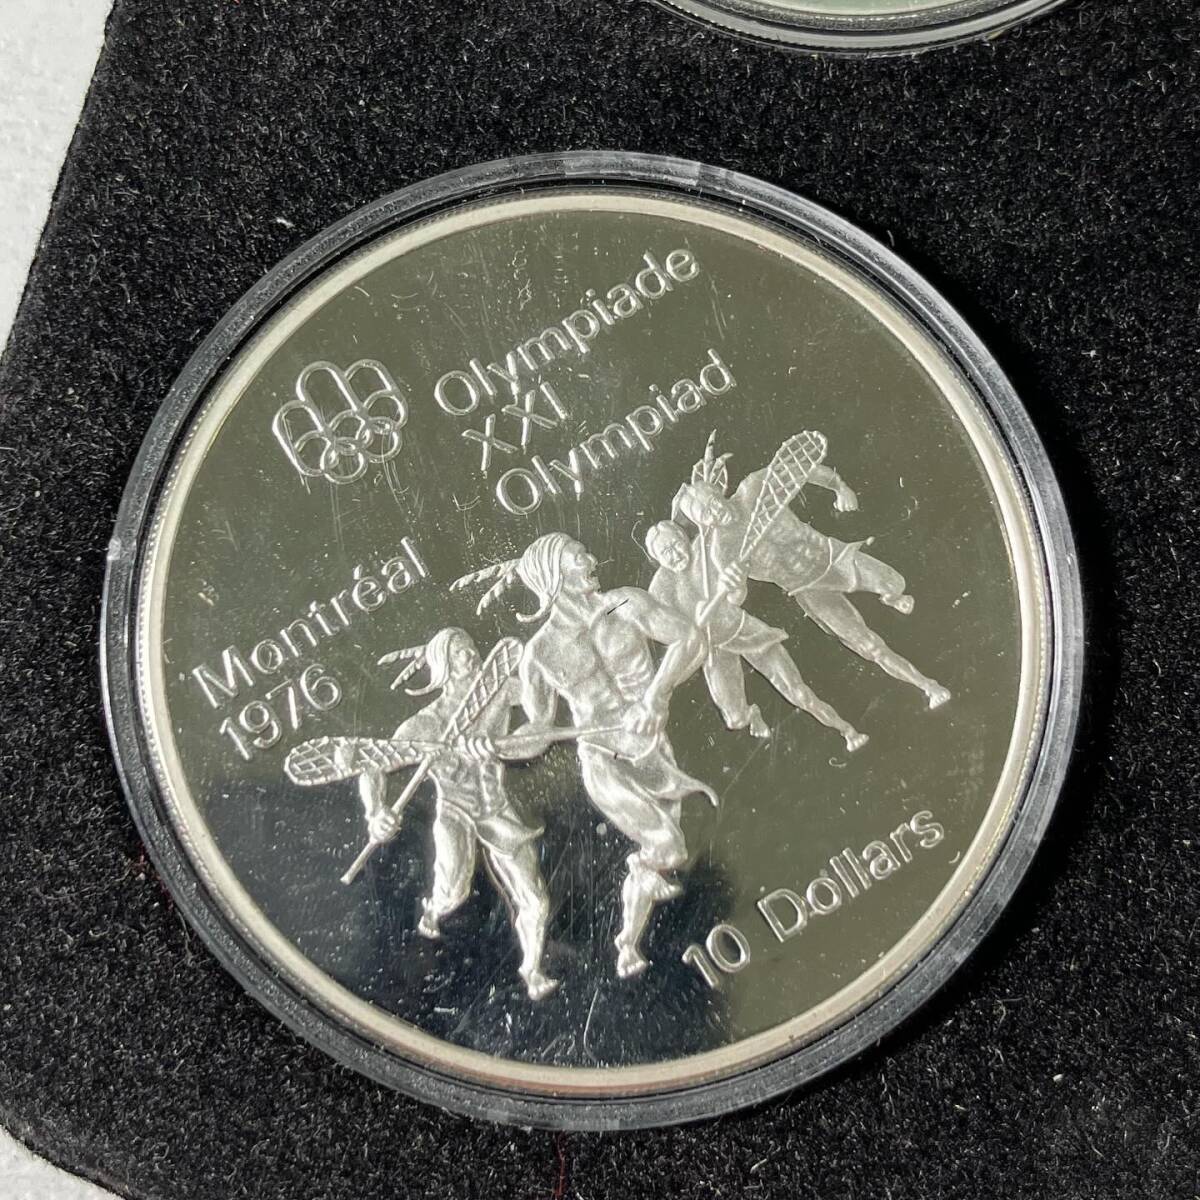 Olympiade
XXI
Olympiad
Montréal
1976
10 Dollars